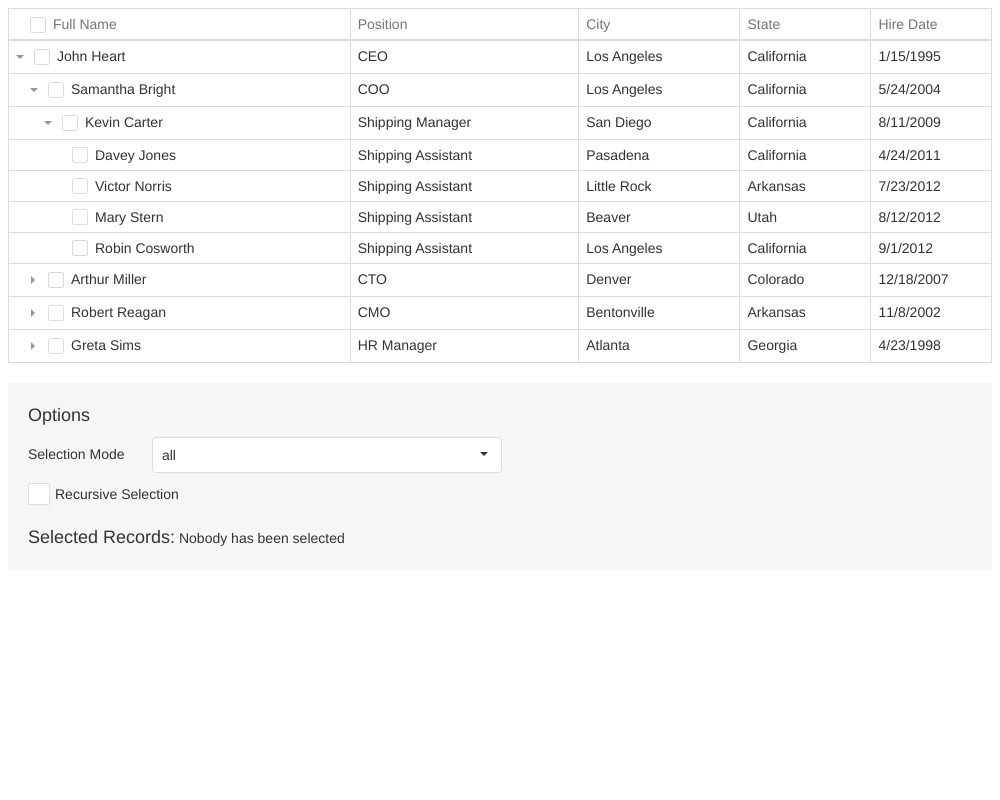 Full Name Position City State Hire Date
John Heart CEO Los Angeles California 1/15/1995
Samantha Bright COO Los Angeles California 5/24/2004
Kevin Carter Shipping Manager San Diego California 8/11/2009
Davey Jones Shipping Assistant Pasadena California 4/24/2011
Victor Norris Shipping Assistant Little Rock Arkansas 7/23/2012
Mary Stern Shipping Assistant Beaver Utah 8/12/2012
Robin Cosworth Shipping Assistant Los Angeles California 9/1/2012
Arthur Miller CTO Denver Colorado 12/18/2007
Robert Reagan CMO Bentonville Arkansas 11/8/2002
Greta Sims HR Manager Atlanta Georgia 4/23/1998
Options
Selection Mode all
Recursive Selection
Selected Records: Nobody has been selected